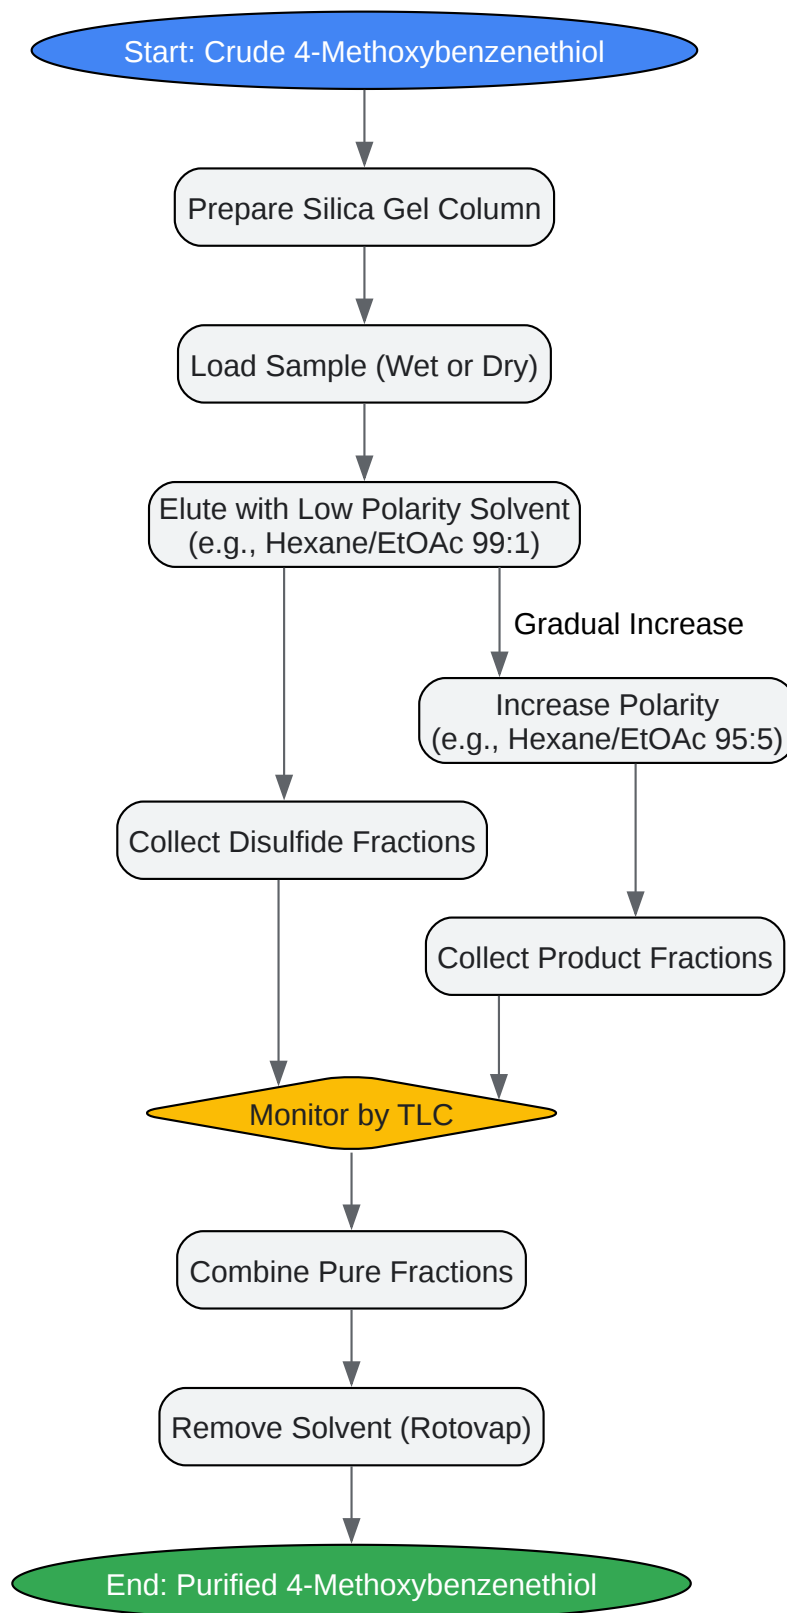 Start: Crude 4-Methoxybenzenethiol
Prepare Silica Gel Column
Load Sample (Wet or Dry)
Elute with Low Polarity Solvent
(e.g., Hexane/EtOAc 99:1)
Gradual Increase
Increase Polarity
(e.g., Hexane/EtOAc 95:5)
Collect Disulfide Fractions
Collect Product Fractions
Monitor by TLC
Combine Pure Fractions
Remove Solvent (Rotovap)
End: Purified 4-Methoxybenzenethiol